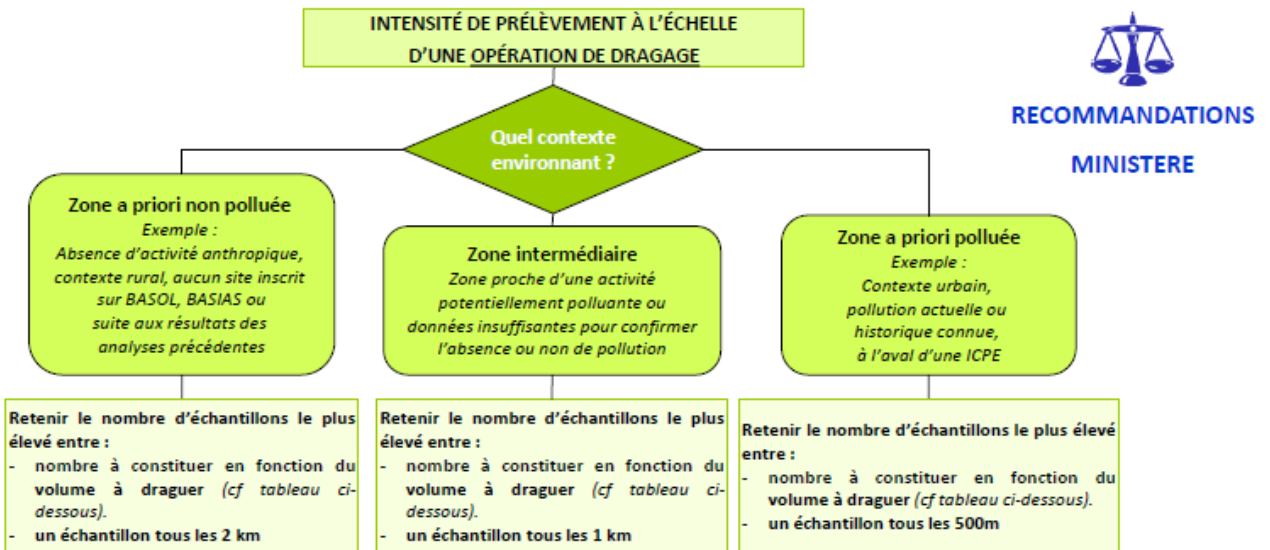 INTENSITÉ DE PRÉLÈVEMENT À L'ÉCHELLE
D'UNE OPÉRATION DE DRAGAGE
RECOMMANDATIONS
MINISTERE
Quel contexte
environnant ?
Zone a priori non polluée
Exemple :
Absence d'activité anthropique,
contexte rural, aucun site inscrit
sur BASOL, BASIAS ou
suite aux résultats des
analyses précédentes
Zone intermédiaire
Zone proche d'une activité
potentiellement polluante ou
données insuffisantes pour confirmer
l'absence ou non de pollution
Zone a priori polluée
Exemple :
Contexte urbain,
pollution actuelle ou
historique connue,
à l'aval d'une ICPE
Retenir le nombre d'échantillons le plus
élevé entre :
- nombre à constituer en fonction du
volume à draguer (cf tableau ci-
dessous).
- un échantillon tous les 2 km
Retenir le nombre d'échantillons le plus
élevé entre :
- nombre à constituer en fonction du
volume à draguer (cf tableau ci-
dessous).
- un échantillon tous les 1 km
Retenir le nombre d'échantillons le plus élevé
entre :
- nombre à constituer en fonction du
volume à draguer (cf tableau ci-dessous).
- un échantillon tous les 500m